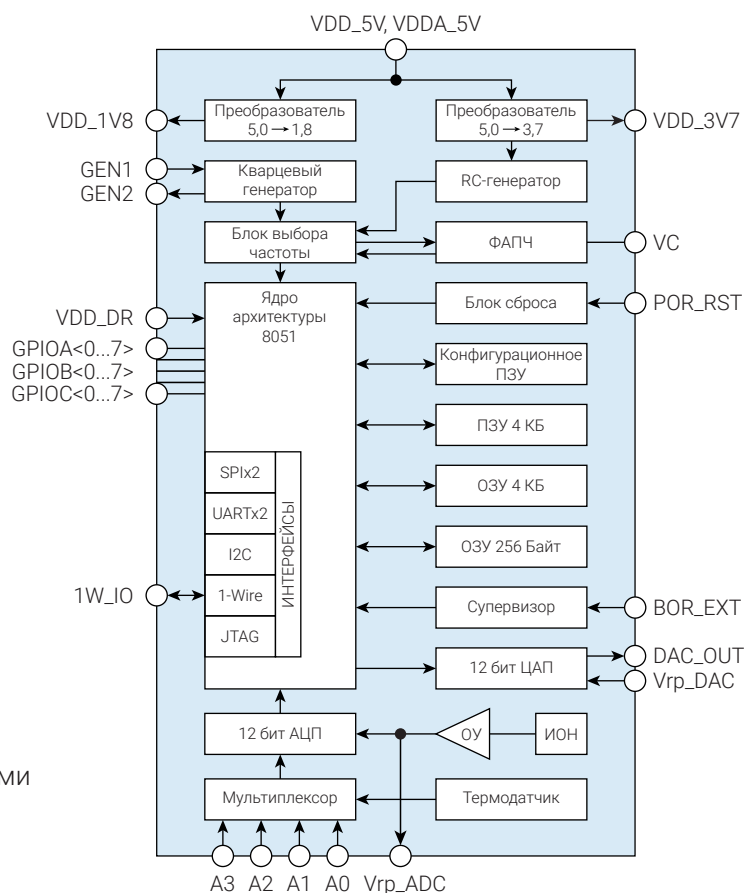 VDD_5V, VDDA_5V
VDD_1V8
Преобразователь
5,0 → 1,8
Преобразователь
5,0 → 3,7
VDD_3V7
GEN1
GEN2
Кварцевый
генератор
RC-генератор
Блок выбора
частоты
ФАПЧ
VC
VDD_DR
GPIOA<0...7>
GPIOB<0...7>
GPIOC<0...7>
Ядро
архитектуры
8051
Блок сброса
POR_RST
Конфигурационное
ПЗУ
ПЗУ 4 КБ
ОЗУ 4 КБ
ОЗУ 256 Байт
SPIx2
UARTx2
I2C
1-Wire
JTAG
ИНТЕРФЕЙСЫ
1W_IO
Супервизор
BOR_EXT
12 бит ЦАП
DAC_OUT
Vrp_DAC
12 бит АЦП
ОУ
ИОН
ми
Мультиплексор
Термодатчик
A3 A2 A1 A0 Vrp_ADC